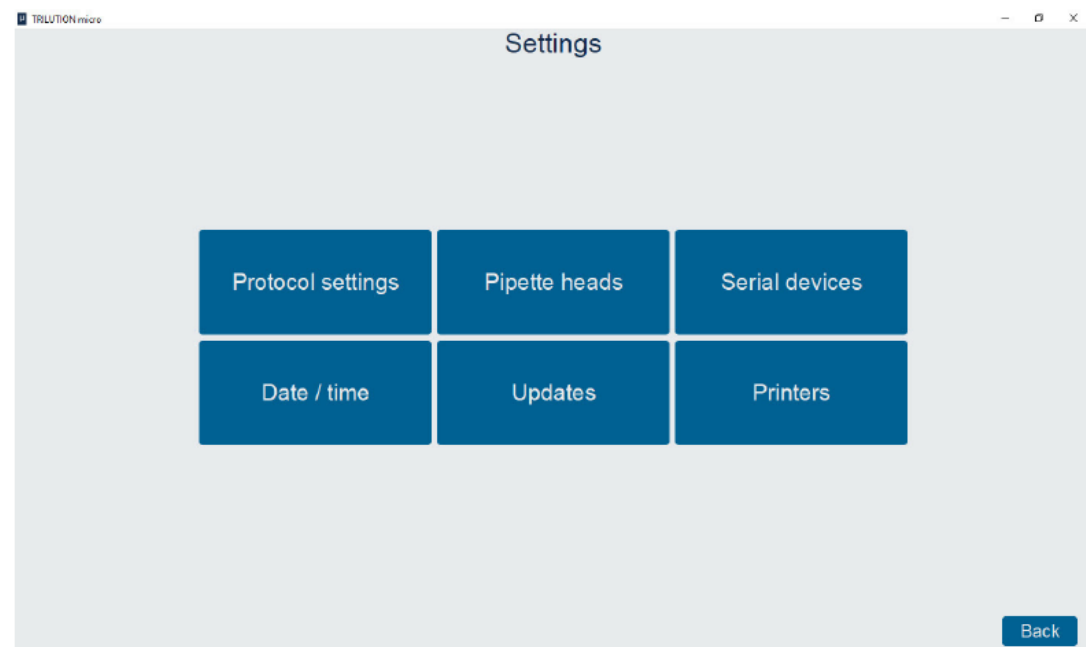 TRILUTION micro
Settings
Protocol settings
Pipette heads
Serial devices
Date / time
Updates
Printers
Back